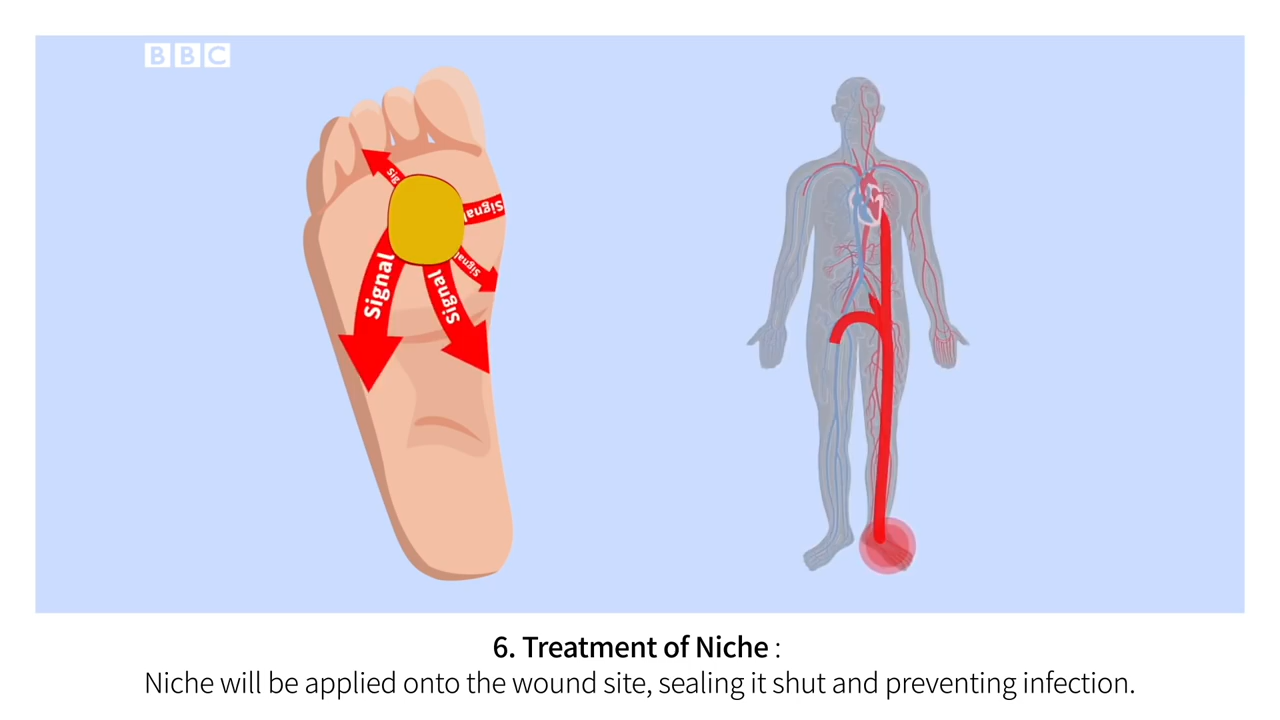 BBC
Sig
Signal
Signal
Signal
Signal
6. Treatment of Niche :
Niche will be applied onto the wound site, sealing it shut and preventing infection.